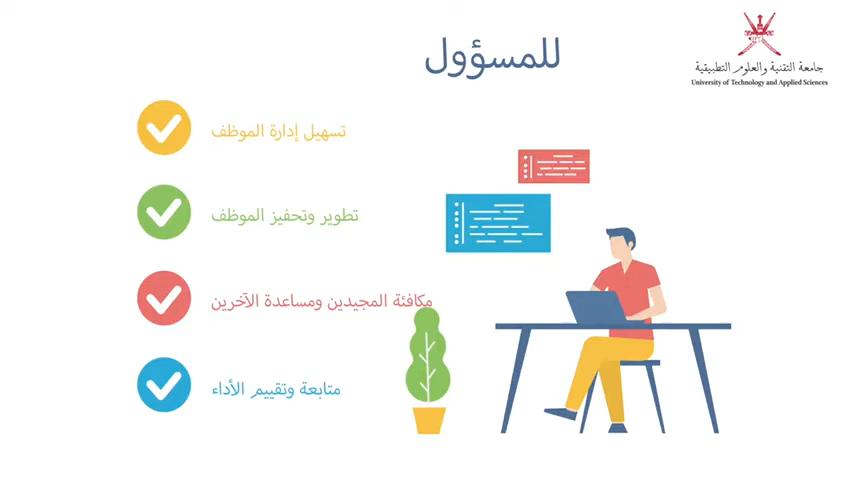 للمسؤول
جامعة التقنية والعلوم التطبيقية
University of Technology and Applied Sciences
تسهيل إدارة الموظف
تطوير وتحفيز الموظف
مكافئة المجيدين ومساعدة الآخرين
متابعة وتقييم الأداء